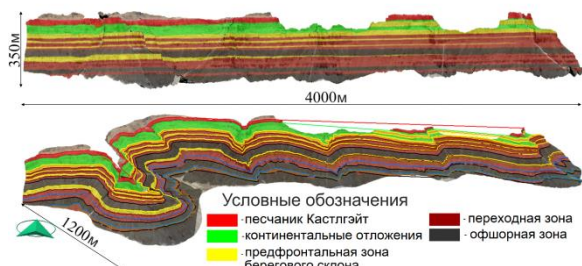 350м
4000м
1200м
Условные обозначения
- песчаник Кастлгэйт
- континентальные отложения
- предфронтальная зона
берегового склона
- переходная зона
- офшорная зона